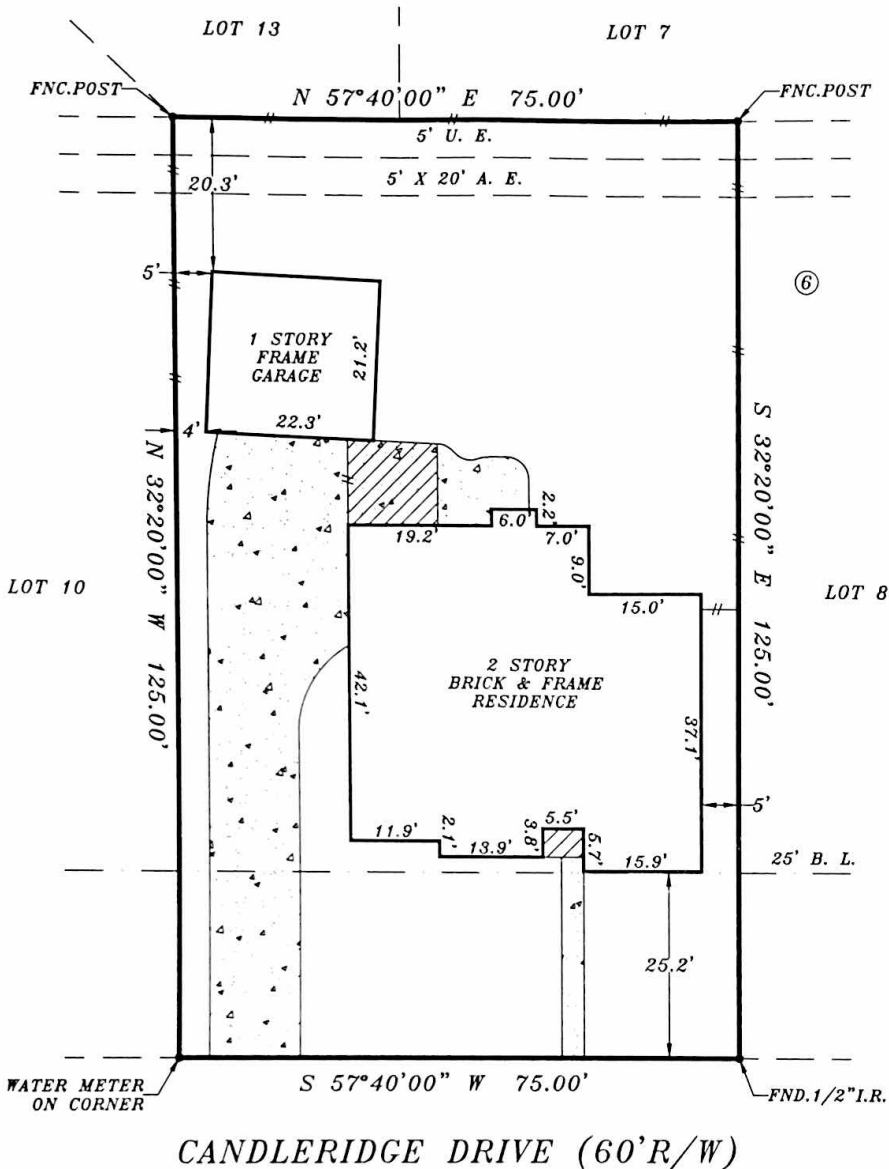 LOT 13
LOT 7
FNC.POST
N 57°40'00" E 75.00'
FNC.POST
5' U. E.
20.3'
5' X 20' A. E.
5'
6
1 STORY
FRAME
GARAGE
21.2'
4'
22.3'
N 32°20'00" W 125.00'
S 32°20'00" E 125.00'
6.0'
2.2'
19.2'
7.0'
9.0'
LOT 10
15.0'
LOT 8
2 STORY
BRICK & FRAME
RESIDENCE
42.1'
37.1'
5'
5.5'
11.9'
2.1'
3.8'
13.9'
5.7'
15.9'
25' B. L.
25.2'
WATER METER
ON CORNER
S 57°40'00" W 75.00'
FND.1/2"I.R.
CANDLERIDGE DRIVE (60'R/W)